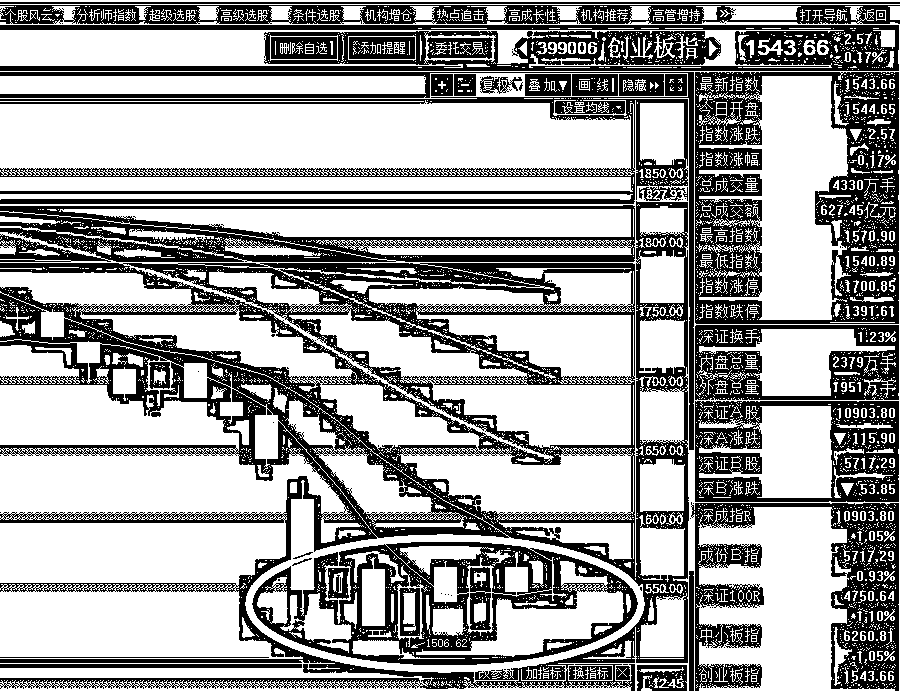 个股风云 分析师指数 超级选股 高级选股 条件选股 机构增仓 热点追击 高成长性 机构推荐 高管增持 打开导航 返回
删除自选 添加提醒 委托交易 399006 创业板指 1543.66 2.57
0.17%
叠加 画线 隐藏
设置均线
1850.00
1827.93
1800.00
1750.00
1700.00
1650.00
1600.00
550.00
1506.62
改参数 加指标 换指标
最新指数 1543.66
今日开盘 1544.65
指数涨跌 ▼2.57
指数涨幅 -0.17%
总成交量 4330万手
总成交额 627.45亿元
最高指数 1570.90
最低指数 1540.89
指数涨停 1700.85
指数跌停 1391.61
深证换手 1.23%
内盘总量 2379万手
外盘总量 1951万手
深证A股 10903.80
深A涨跌 ▼115.90
深证B股 5717.29
深B涨跌 ▼53.85
深成指R 10903.80
-1.05%
成份B指 5717.29
-0.93%
深证100R 4750.64
-1.10%
中小板指 6260.81
-1.05%
创业板指 1543.66